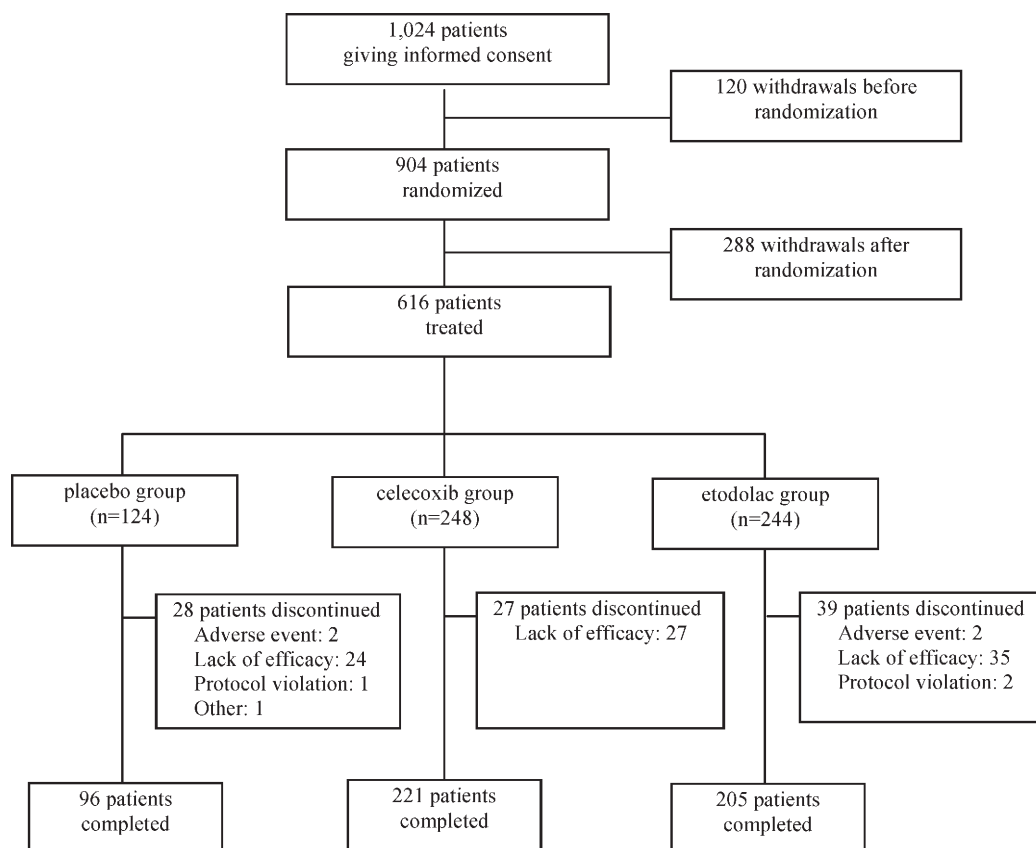 1,024 patients
giving informed consent
120 withdrawals before
randomization
904 patients
randomized
288 withdrawals after
randomization
616 patients
treated
placebo group
(n=124)
celecoxib group
(n=248)
etodolac group
(n=244)
28 patients discontinued
Adverse event: 2
Lack of efficacy: 24
Protocol violation: 1
Other: 1
27 patients discontinued
Lack of efficacy: 27
39 patients discontinued
Adverse event: 2
Lack of efficacy: 35
Protocol violation: 2
96 patients
completed
221 patients
completed
205 patients
completed